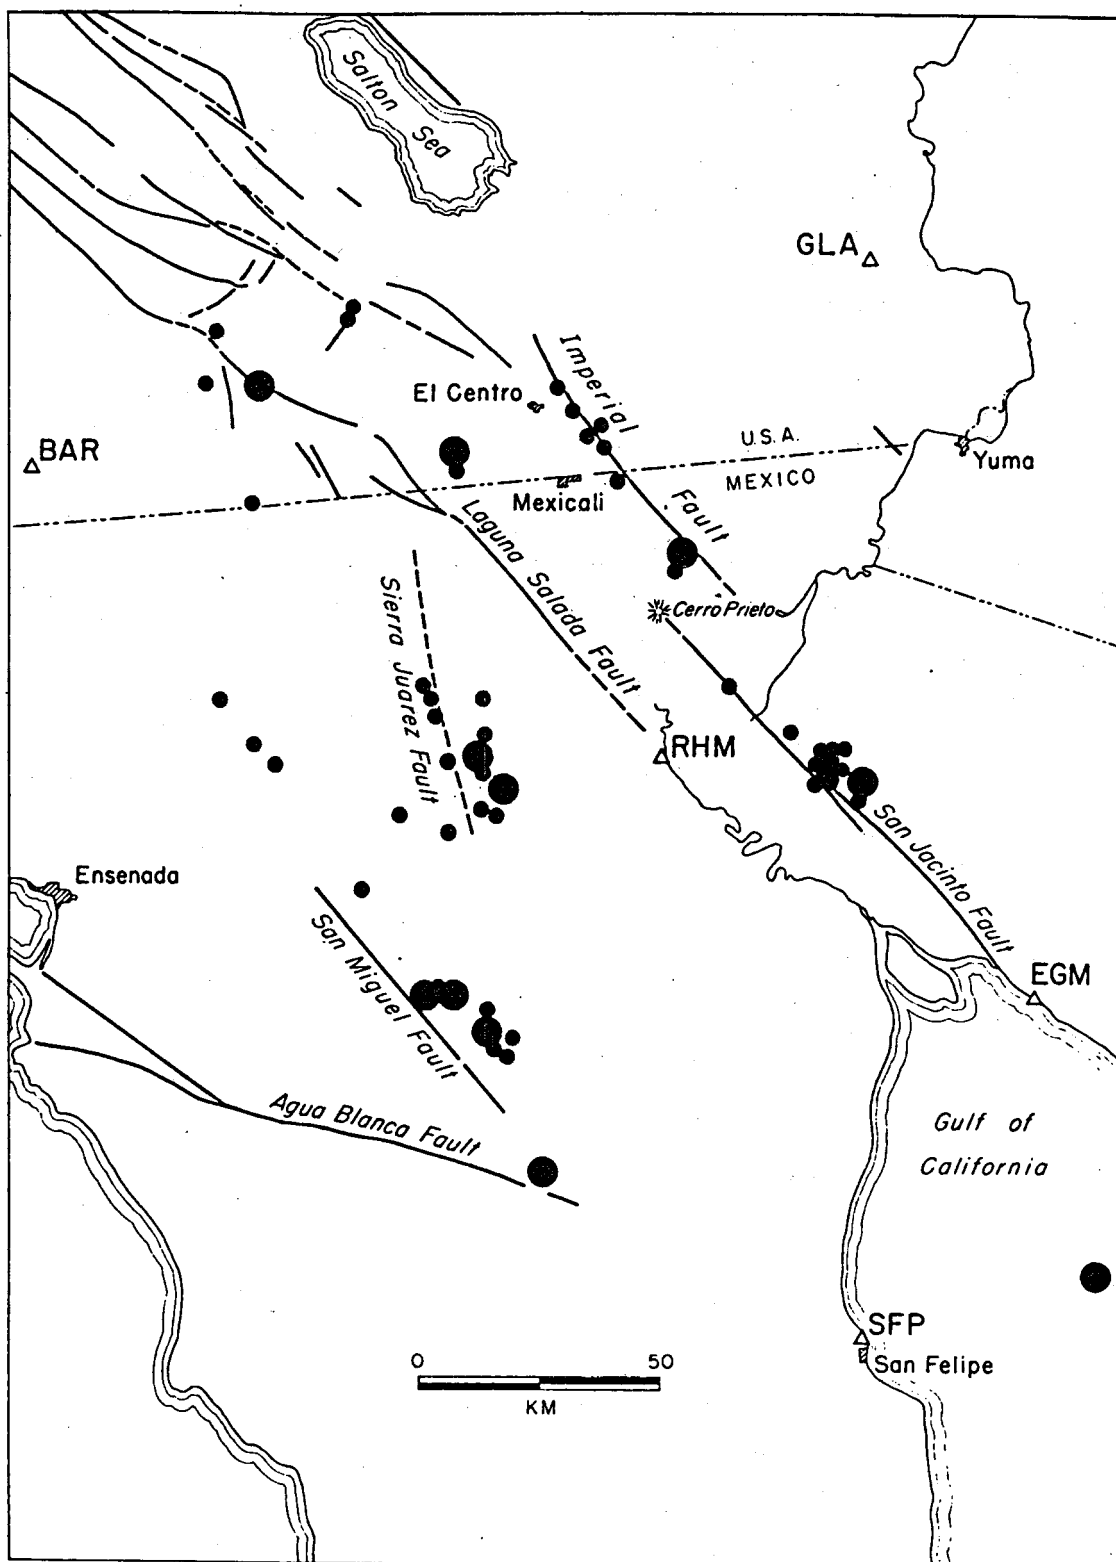 Salton
Sea
GLA
Imperial
Fault
El Centro
U.S.A.
MEXICO
Yuma
BAR
Mexicali
Laguna Salada Fault
Cerro Prieto
Sierra Juarez Fault
RHM
San Jacinto Fault
Ensenada
San Miguel Fault
EGM
Agua Blanca Fault
Gulf of
California
SFP
San Felipe
0 50
KM